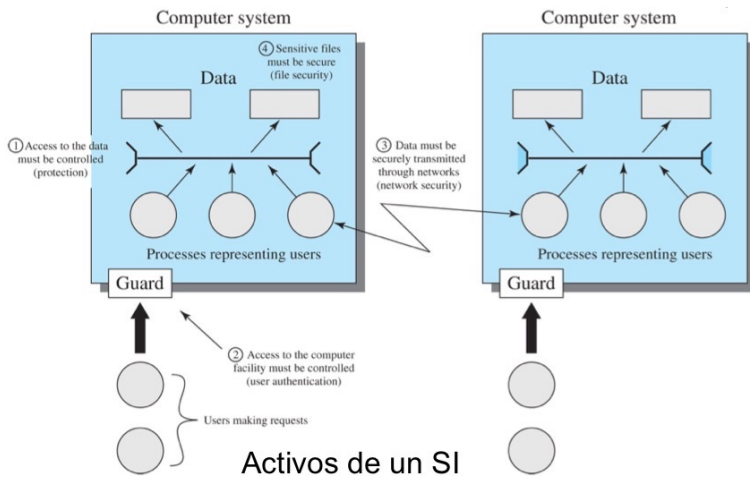 Computer system
④ Sensitive files
must be secure
(file security)
Data
① Access to the data
must be controlled
(protection)
Processes representing users
Guard
③ Data must be
securely transmitted
through networks
(network security)
Computer system
Data
Processes representing users
Guard
② Access to the computer
facility must be controlled
(user authentication)
Users making requests
Activos de un SI